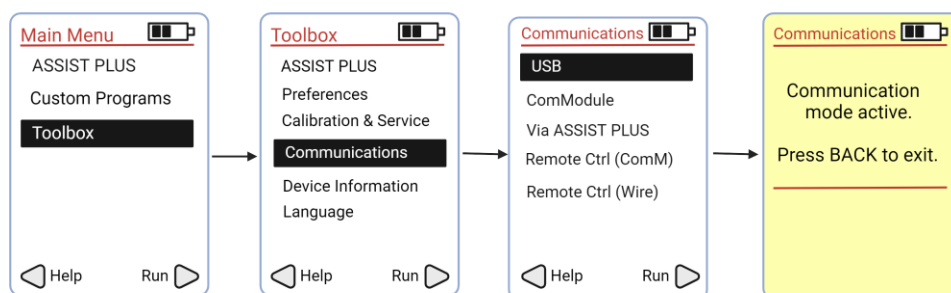 Main Menu
ASSIST PLUS
Custom Programs
Toolbox
Help
Run
Toolbox
ASSIST PLUS
Preferences
Calibration & Service
Communications
Device Information
Language
Help
Run
Communications
USB
ComModule
Via ASSIST PLUS
Remote Ctrl (ComM)
Remote Ctrl (Wire)
Help
Run
Communications
Communication
mode active.
Press BACK to exit.